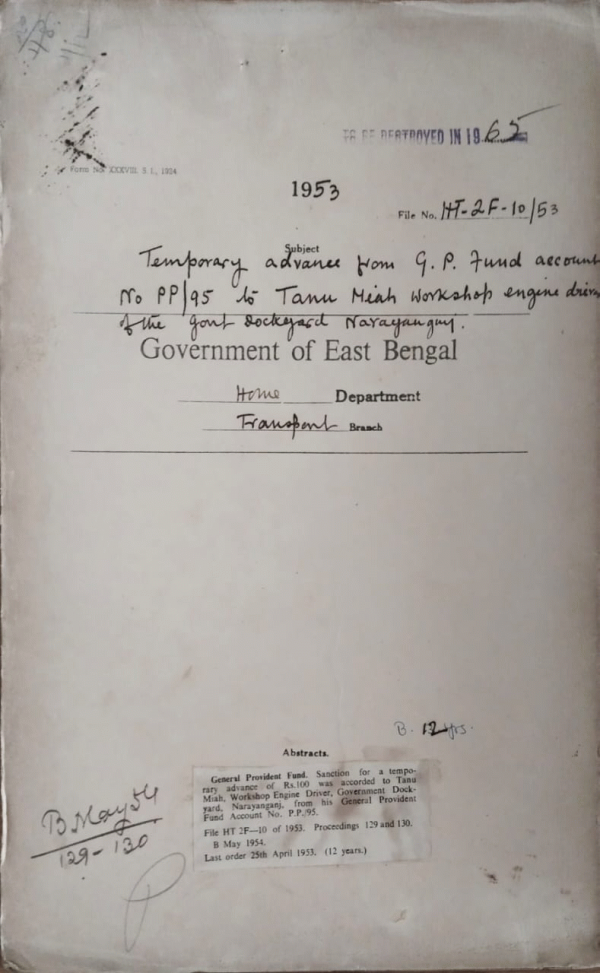 TO BE DESTROYED IN 1965
Form No. XXXVIII. S.I., 1924
1953
File No. HT-2F-10/53
Subject
Temporary advance from G. P. Fund account
No PP/95 to Tanu Miah Workshop engine driver
of the Govt Dockyard Narayanganj.
Government of East Bengal
Home Department
Transport Branch
B. 12 yrs.
Abstracts.
General Provident Fund. Sanction for a tempo-
rary advance of Rs.100 was accorded to Tanu
Miah, Workshop Engine Driver, Government Dock-
yard, Narayanganj, from his General Provident
Fund Account No. P.P./95.
File HT 2F—10 of 1953. Proceedings 129 and 130.
B May 1954.
Last order 25th April 1953. (12 years.)
B May 54
129-130